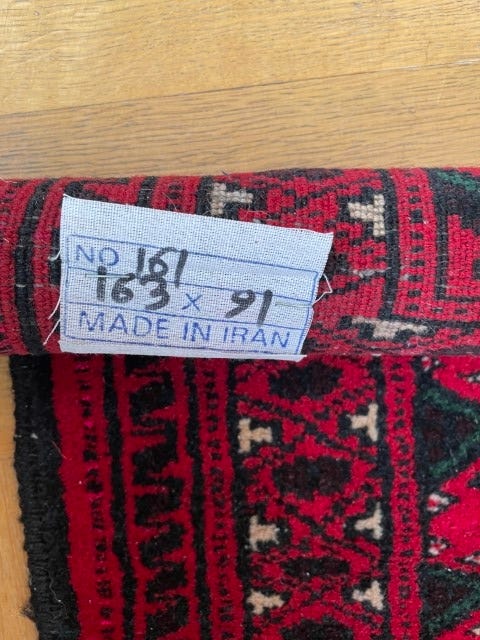 NO 161
163 X 91
MADE IN IRAN